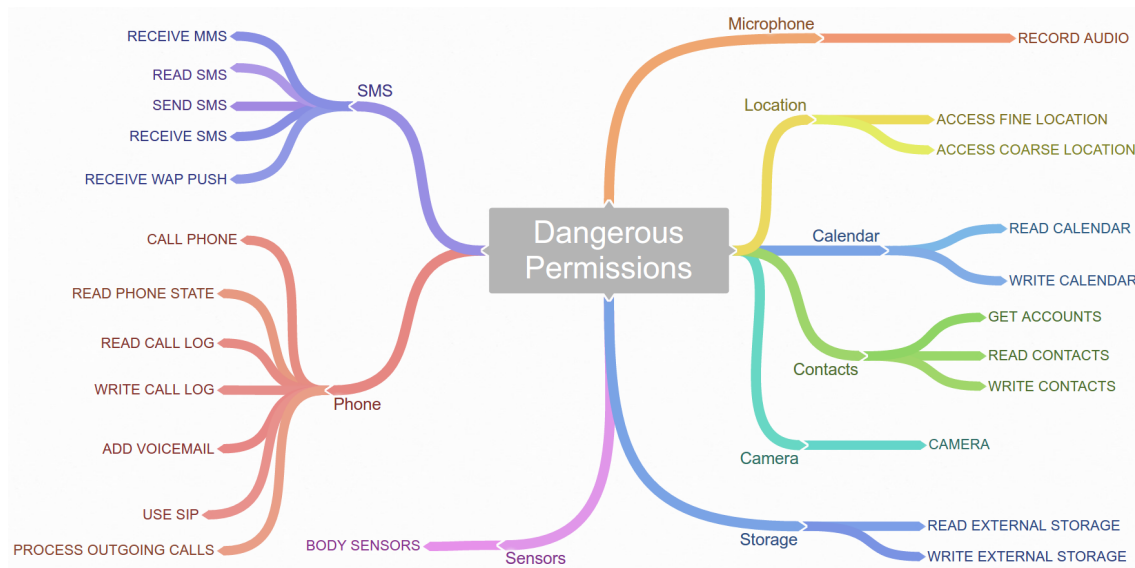 Dangerous
Permissions
SMS
RECEIVE MMS
READ SMS
SEND SMS
RECEIVE SMS
RECEIVE WAP PUSH
Phone
CALL PHONE
READ PHONE STATE
READ CALL LOG
WRITE CALL LOG
ADD VOICEMAIL
USE SIP
PROCESS OUTGOING CALLS
Sensors
BODY SENSORS
Microphone
RECORD AUDIO
Location
ACCESS FINE LOCATION
ACCESS COARSE LOCATION
Calendar
READ CALENDAR
WRITE CALENDAR
Contacts
GET ACCOUNTS
READ CONTACTS
WRITE CONTACTS
Camera
CAMERA
Storage
READ EXTERNAL STORAGE
WRITE EXTERNAL STORAGE